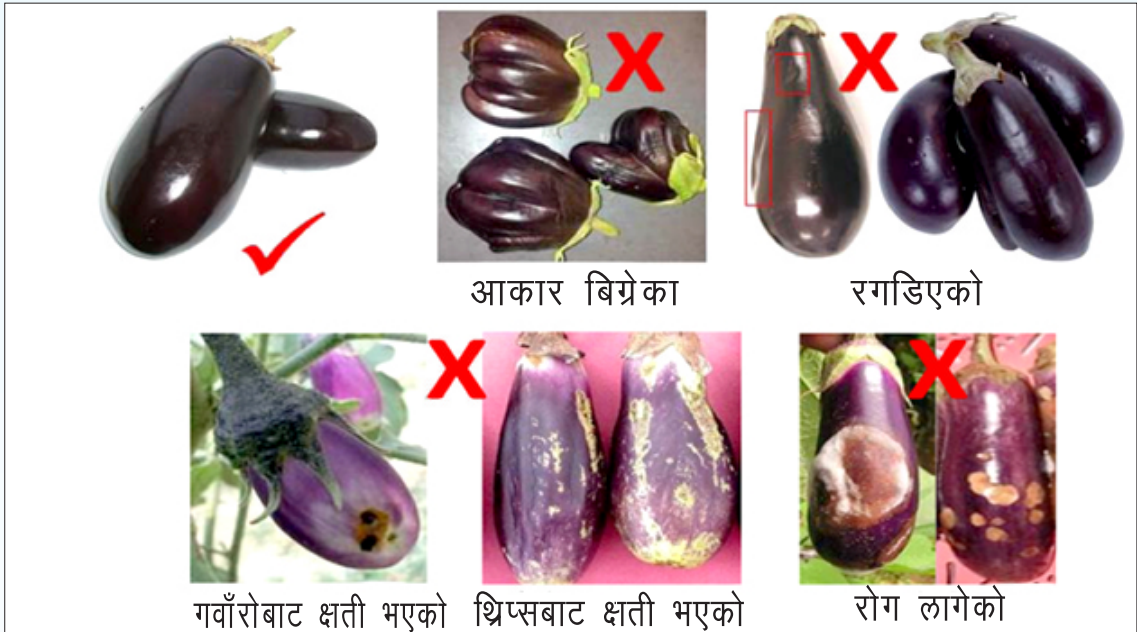 आकार बिग्रेका
रगडिएको
गवाँरोबाट क्षती भएको
थ्रिप्सबाट क्षती भएको
रोग लागेको